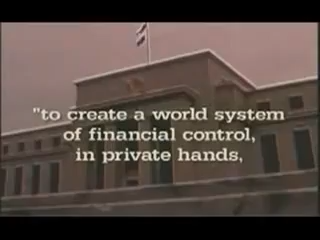 "to create a world system
of financial control,
in private hands,